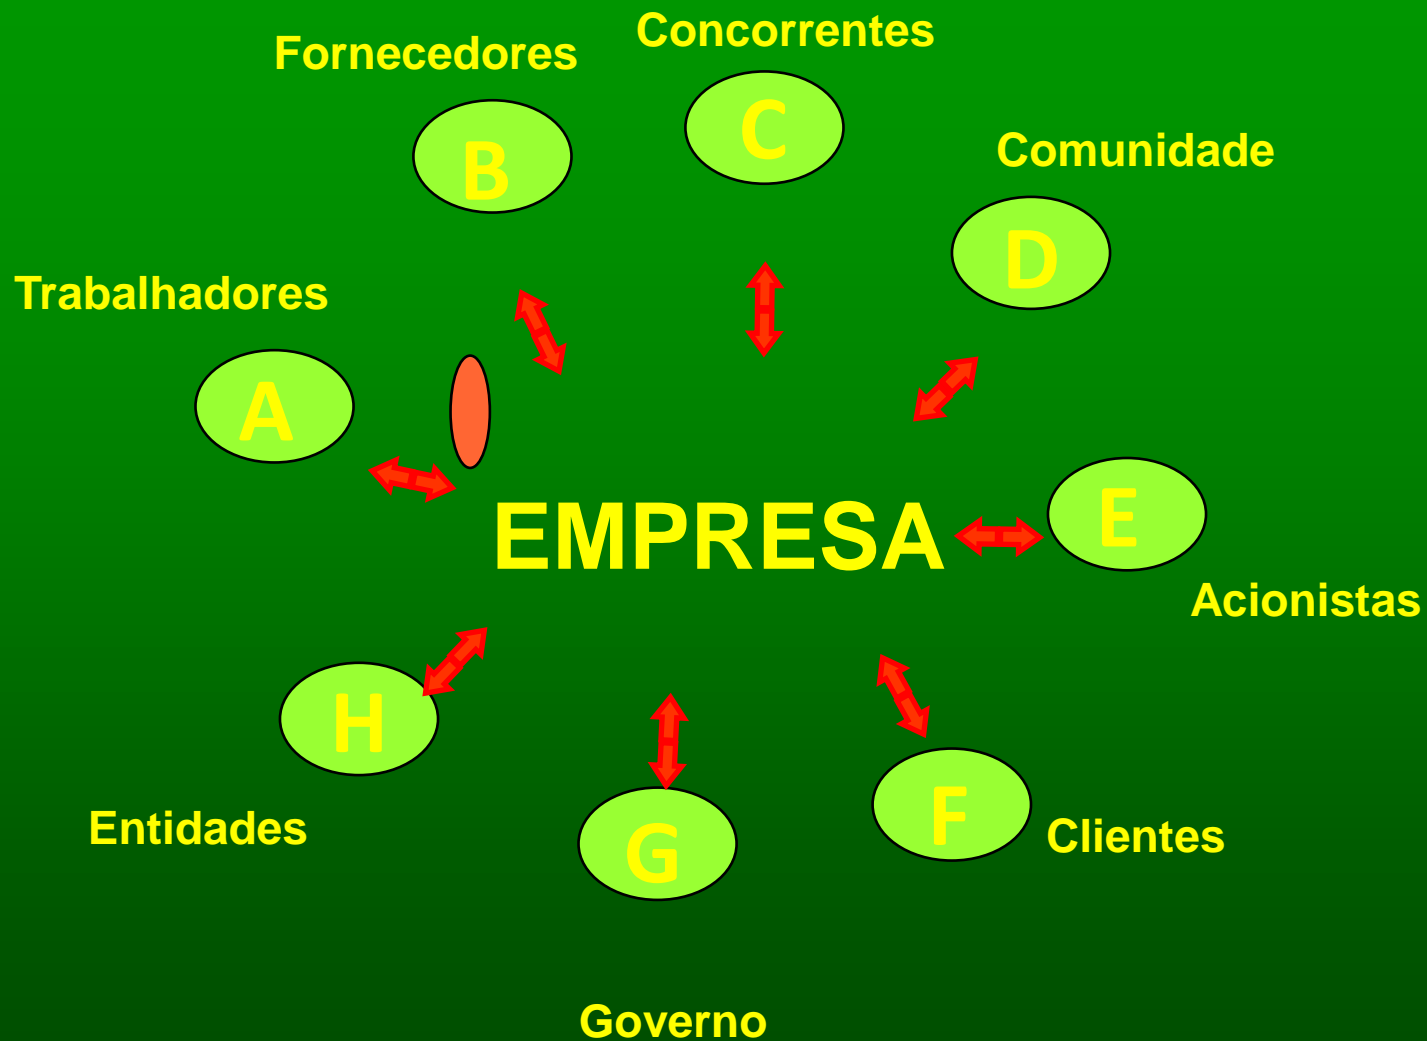 Concorrentes
Fornecedores
C
B
Comunidade
D
Trabalhadores
A
E
EMPRESA
Acionistas
H
F
Entidades
Clientes
G
Governo